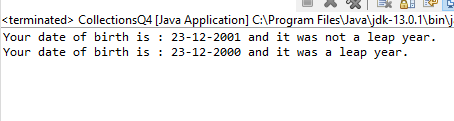 <terminated> CollectionsQ4 [Java Application] C:\Program Files\Java\jdk-13.0.1\bin\j
Your date of birth is : 23-12-2001 and it was not a leap year.
Your date of birth is : 23-12-2000 and it was a leap year.